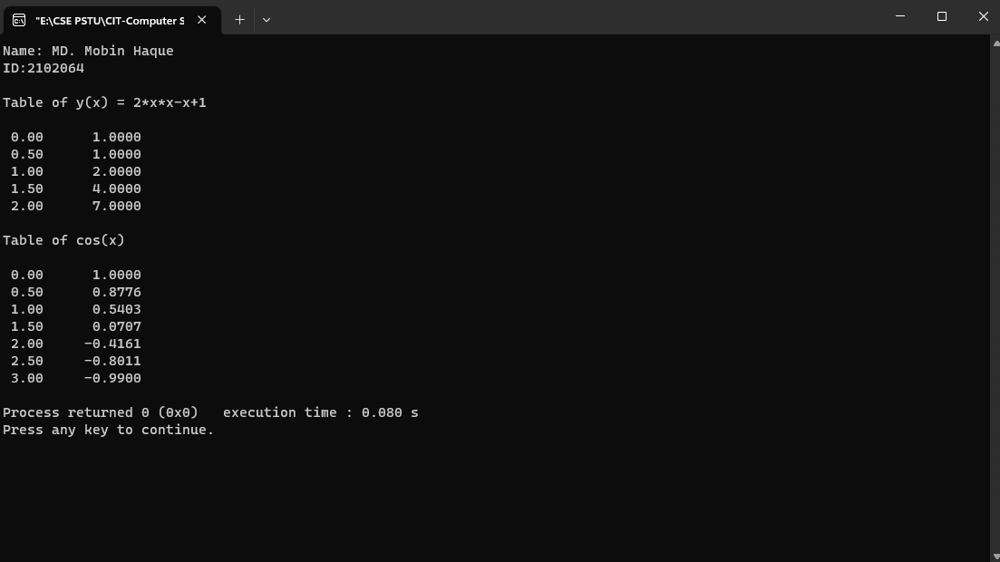 "E:\CSE PSTU\CIT-Computer S
Name: MD. Mobin Haque
ID:2102064
Table of y(x) = 2*x*x-x+1
0.00 1.0000
0.50 1.0000
1.00 2.0000
1.50 4.0000
2.00 7.0000
Table of cos(x)
0.00 1.0000
0.50 0.8776
1.00 0.5403
1.50 0.0707
2.00 -0.4161
2.50 -0.8011
3.00 -0.9900
Process returned 0 (0x0) execution time : 0.080 s
Press any key to continue.